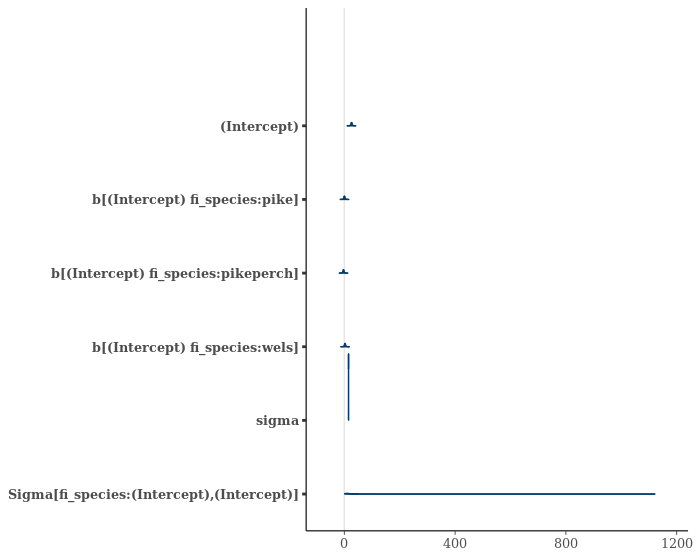 (Intercept)
b[(Intercept) fi_species:pike]
b[(Intercept) fi_species:pikeperch]
b[(Intercept) fi_species:wels]
sigma
Sigma[fi_species:(Intercept),(Intercept)]
0 400 800 1200